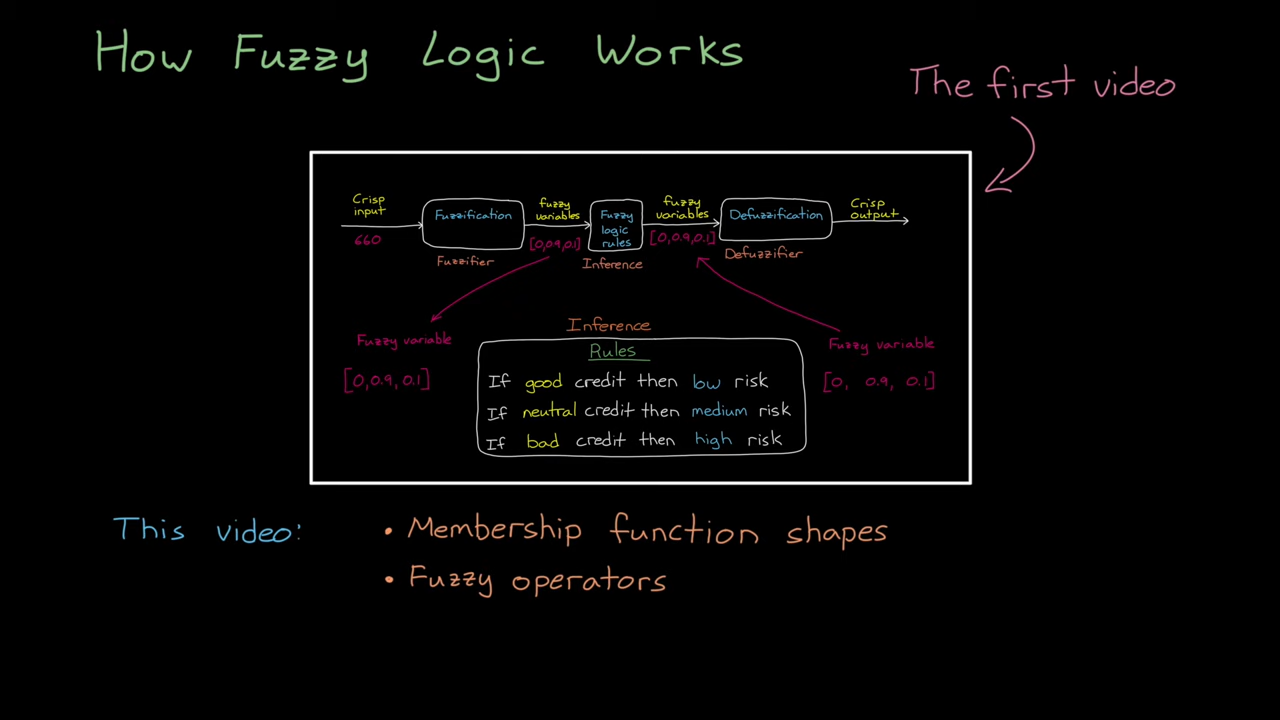 How Fuzzy Logic Works
The first video
Crisp
input
660
Fuzzification
Fuzzifier
fuzzy
variables
[0,0.9,0.1]
Fuzzy
logic
rules
Inference
fuzzy
variables
[0,0.9,0.1]
Defuzzification
Defuzzifier
Crisp
output
Fuzzy variable
[0,0.9, 0.1]
Inference
Rules
If good credit then low risk
If neutral credit then medium risk
If bad credit then high risk
Fuzzy variable
[0, 0.9, 0.1]
This video:
• Membership function shapes
• Fuzzy operators